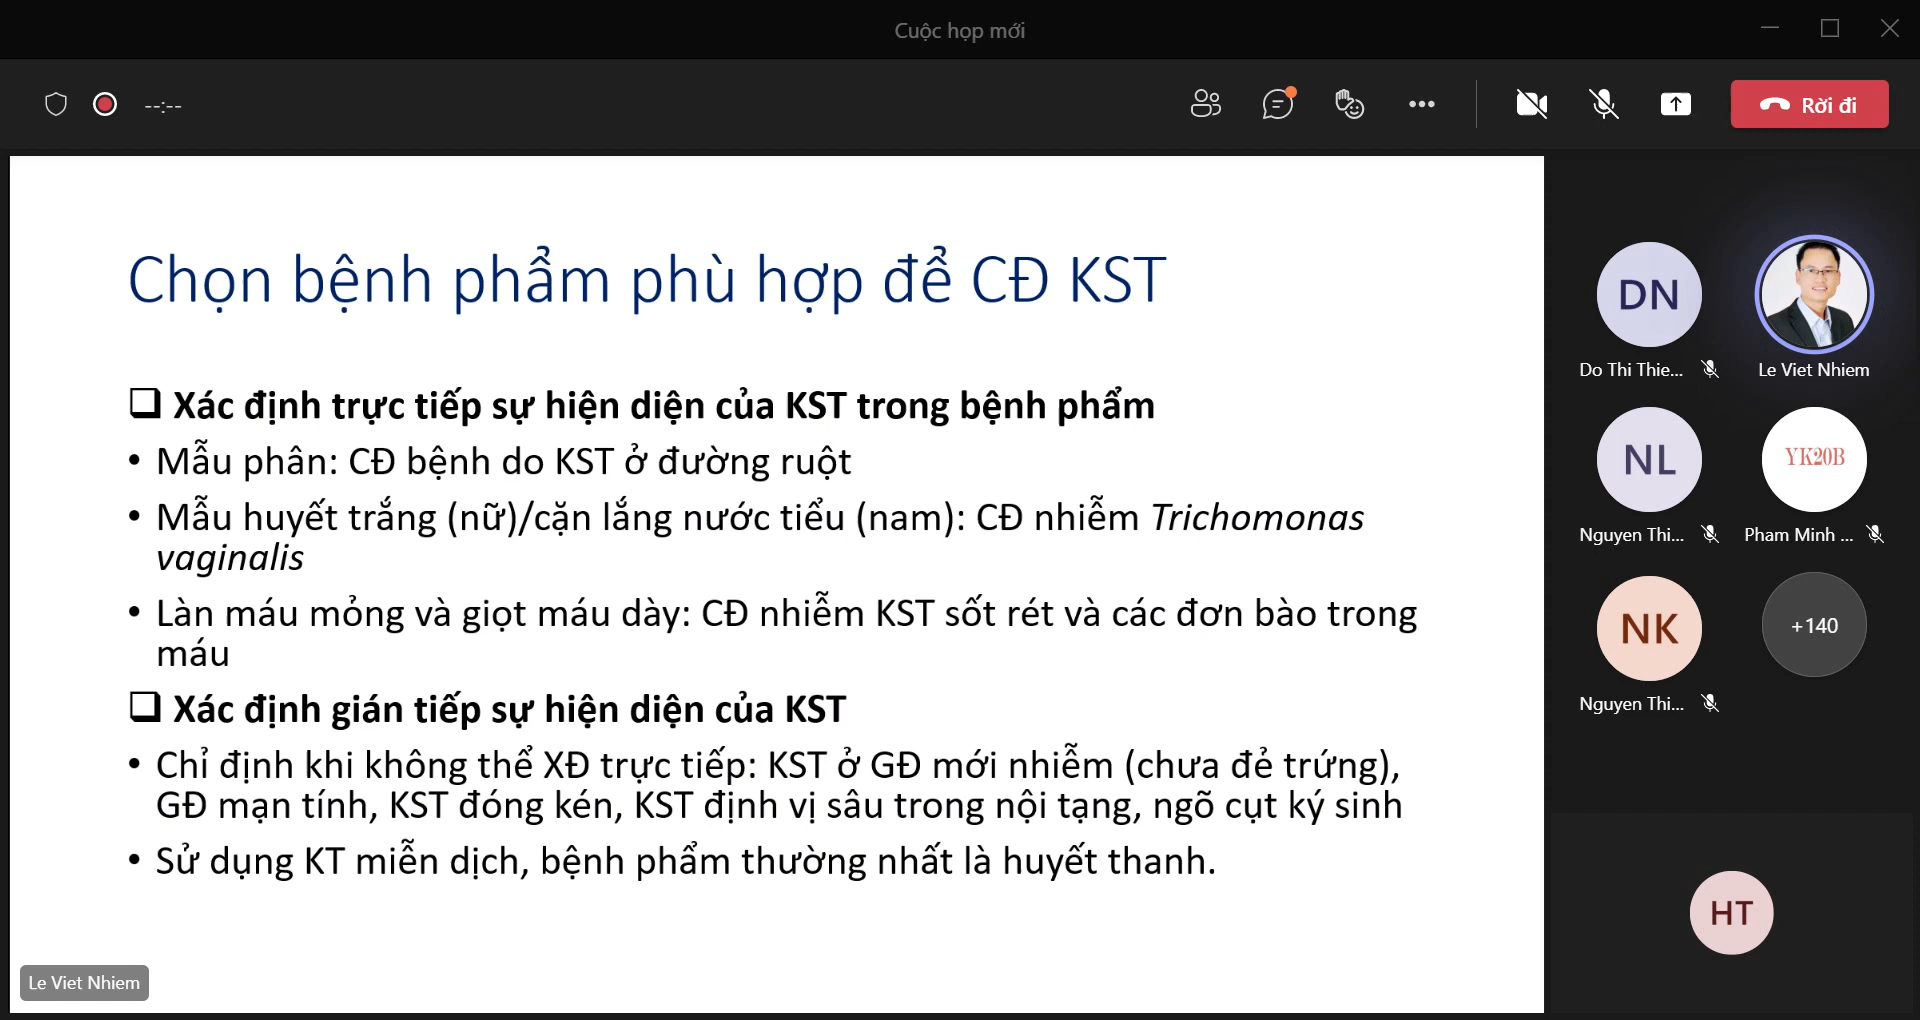 Cuộc họp mới
--:--
Rời đi
Chọn bệnh phẩm phù hợp để CĐ KST
Xác định trực tiếp sự hiện diện của KST trong bệnh phẩm
• Mẫu phân: CĐ bệnh do KST ở đường ruột
• Mẫu huyết trắng (nữ)/cặn lắng nước tiểu (nam): CĐ nhiễm Trichomonas
vaginalis
• Làn máu mỏng và giọt máu dày: CĐ nhiễm KST sốt rét và các đơn bào trong
máu
Xác định gián tiếp sự hiện diện của KST
• Chỉ định khi không thể XĐ trực tiếp: KST ở GĐ mới nhiễm (chưa đẻ trứng),
GĐ mạn tính, KST đóng kén, KST định vị sâu trong nội tạng, ngõ cụt ký sinh
• Sử dụng KT miễn dịch, bệnh phẩm thường nhất là huyết thanh.
Le Viet Nhiem
DN
Do Thi Thie...
Le Viet Nhiem
NL
YK20B
Nguyen Thi...
Pham Minh ...
NK
+140
Nguyen Thi...
HT